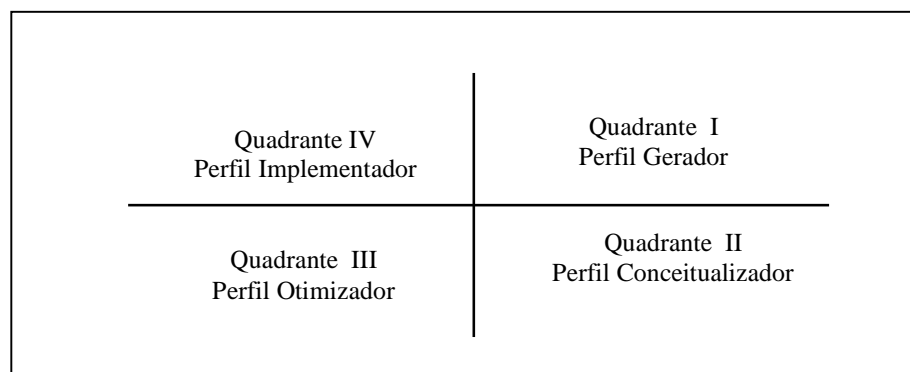 Quadrante IV
Perfil Implementador
Quadrante I
Perfil Gerador
Quadrante III
Perfil Otimizador
Quadrante II
Perfil Conceitualizador